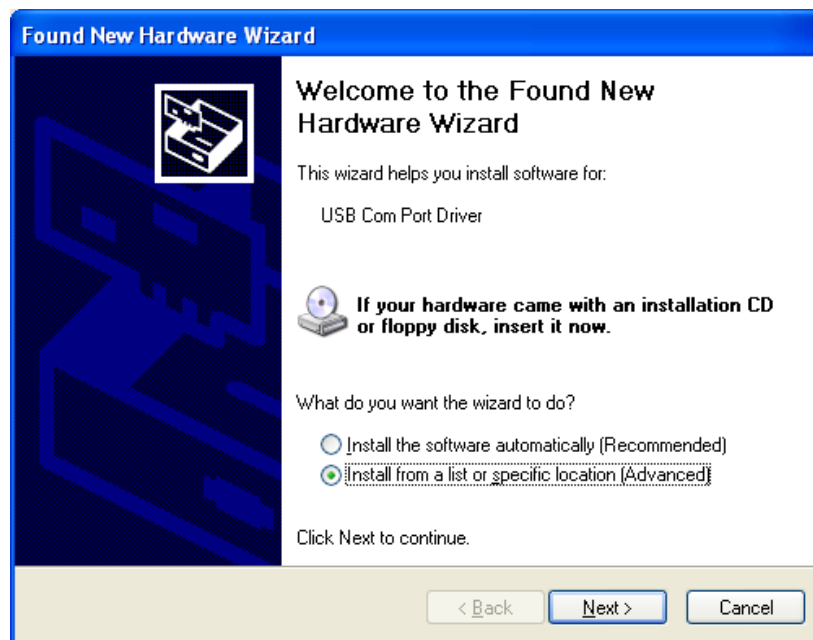 Found New Hardware Wizard
Welcome to the Found New
Hardware Wizard
This wizard helps you install software for:
USB Com Port Driver
If your hardware came with an installation CD
or floppy disk, insert it now.
What do you want the wizard to do?
Install the software automatically (Recommended)
Install from a list or specific location (Advanced)
Click Next to continue.
< Back Next > Cancel